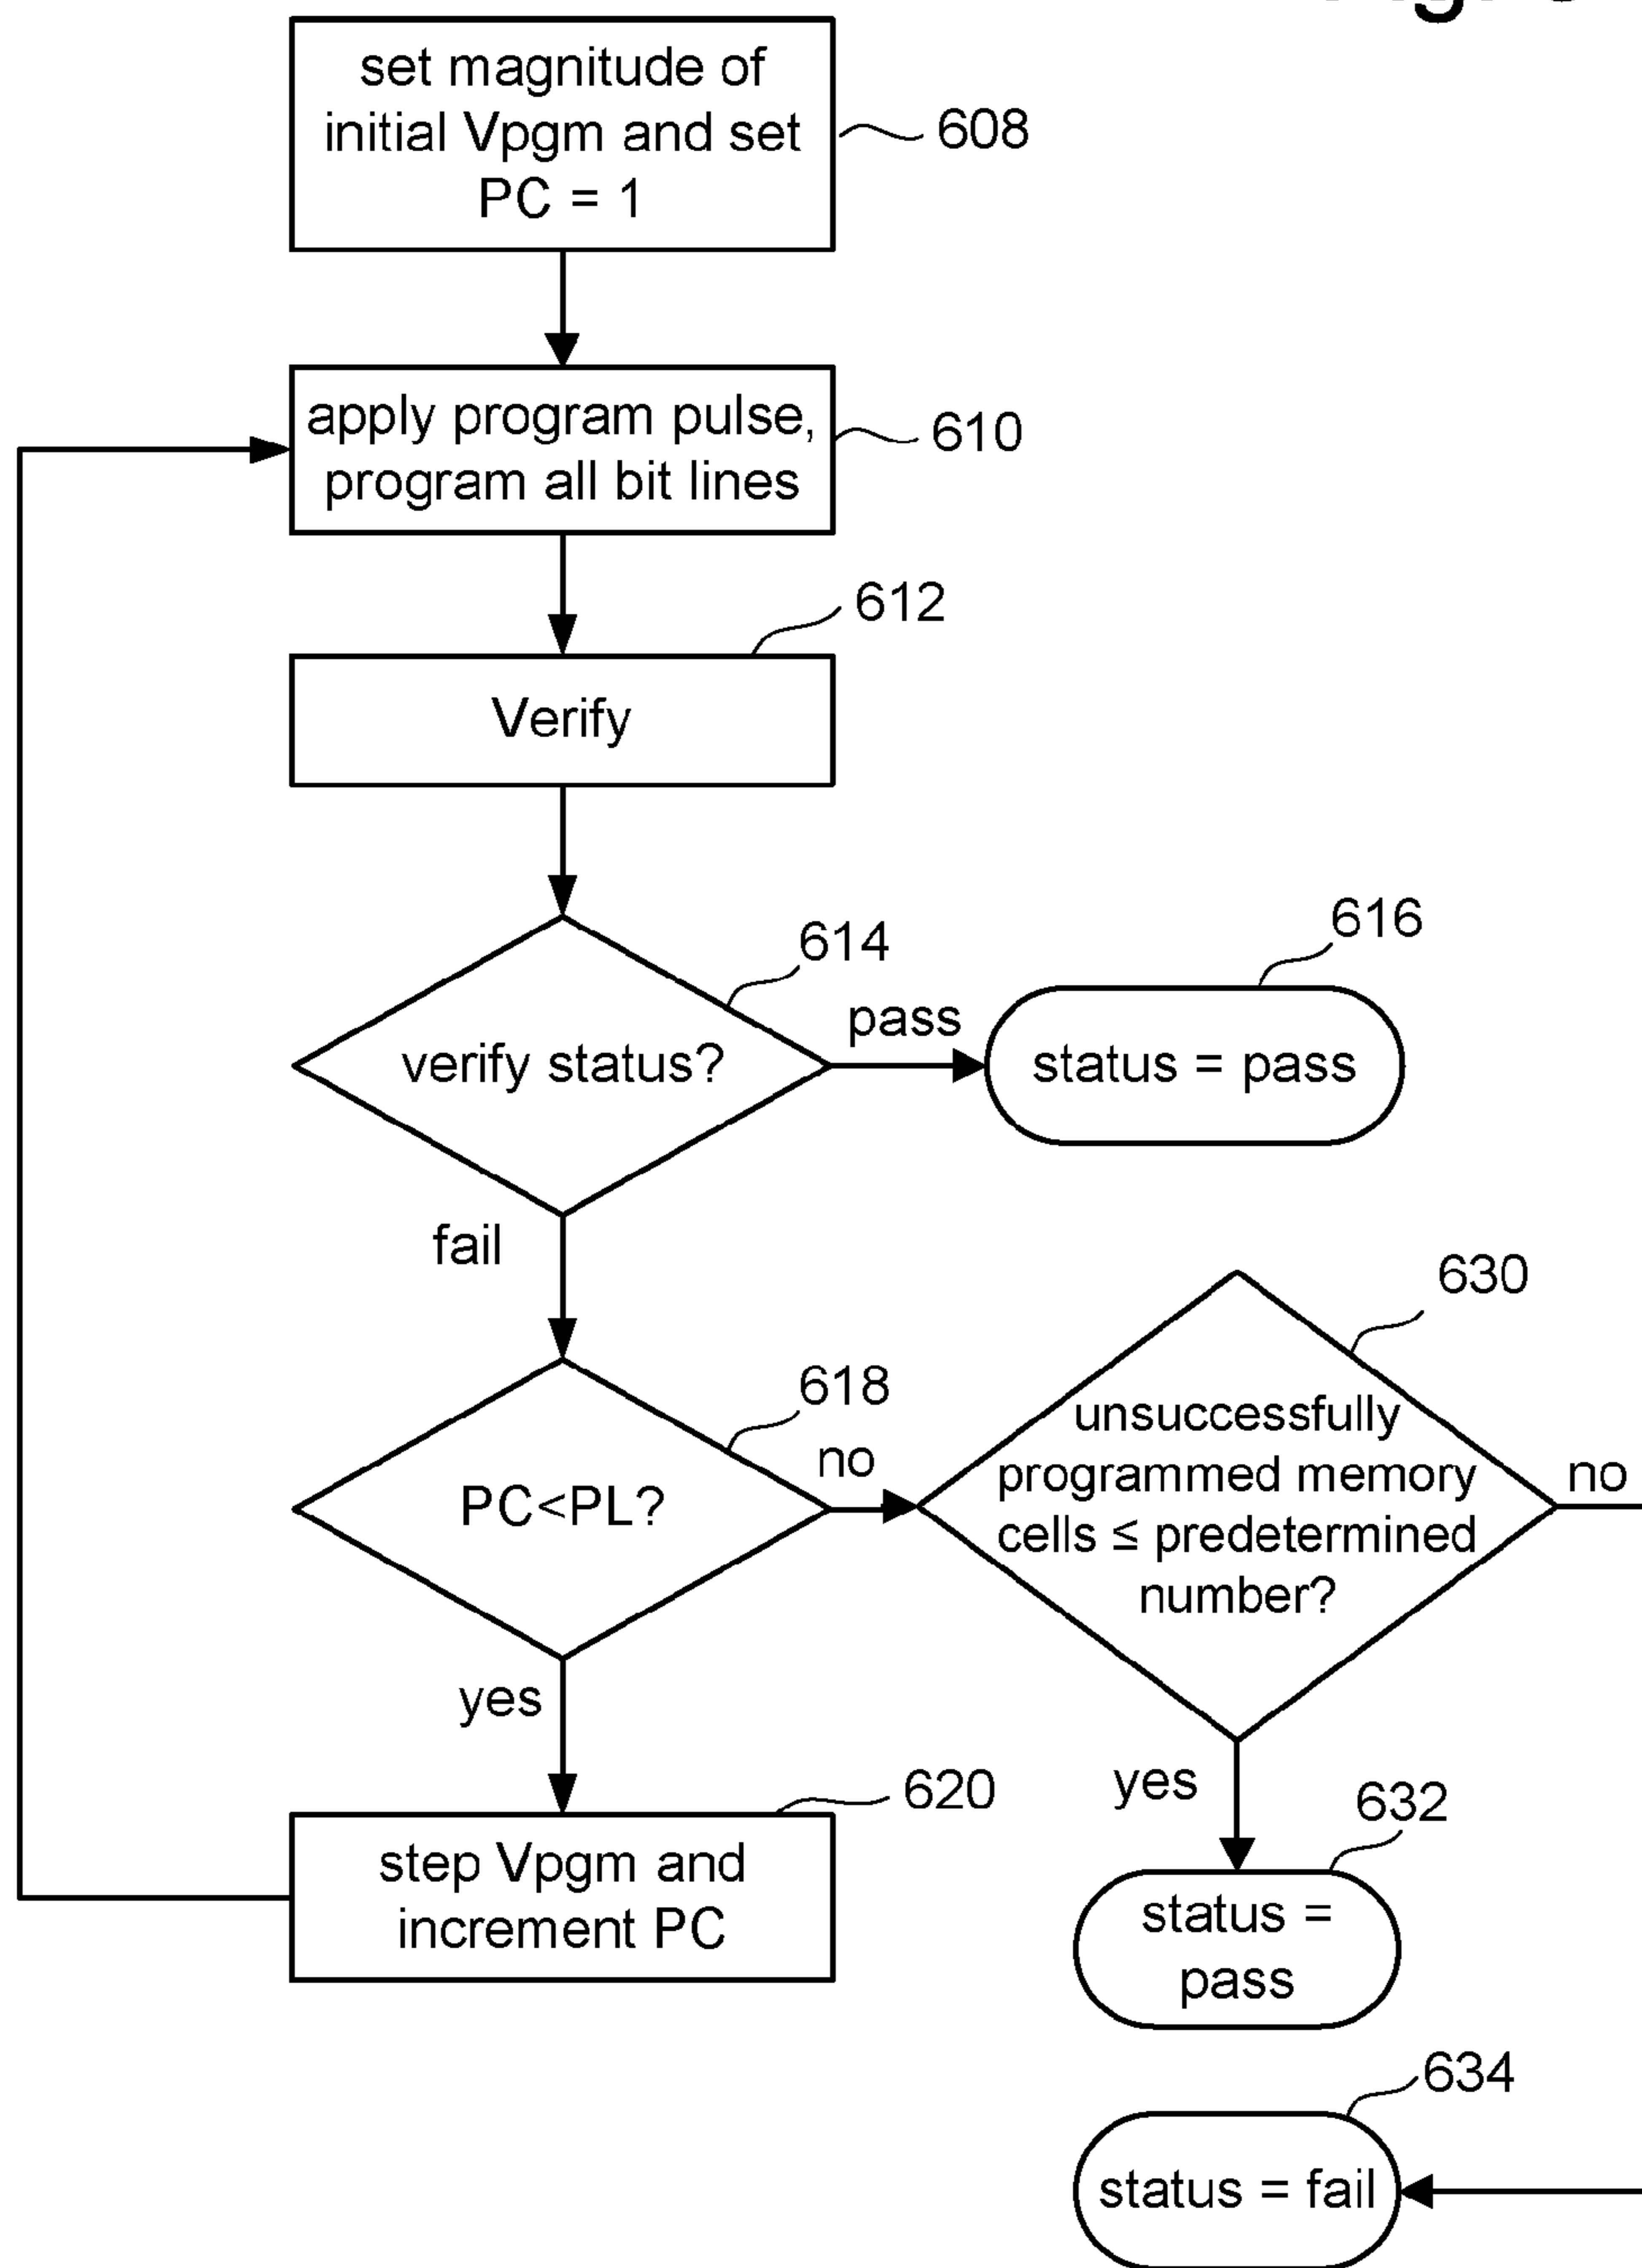 set magnitude of
initial Vpgm and set
PC = 1
608
apply program pulse,
program all bit lines
610
612
Verify
614
verify status?
pass
616
status = pass
fail
618
PC<PL?
no
630
unsuccessfully
programmed memory
cells ≤ predetermined
number?
no
yes
620
step Vpgm and
increment PC
yes
632
status =
pass
634
status = fail